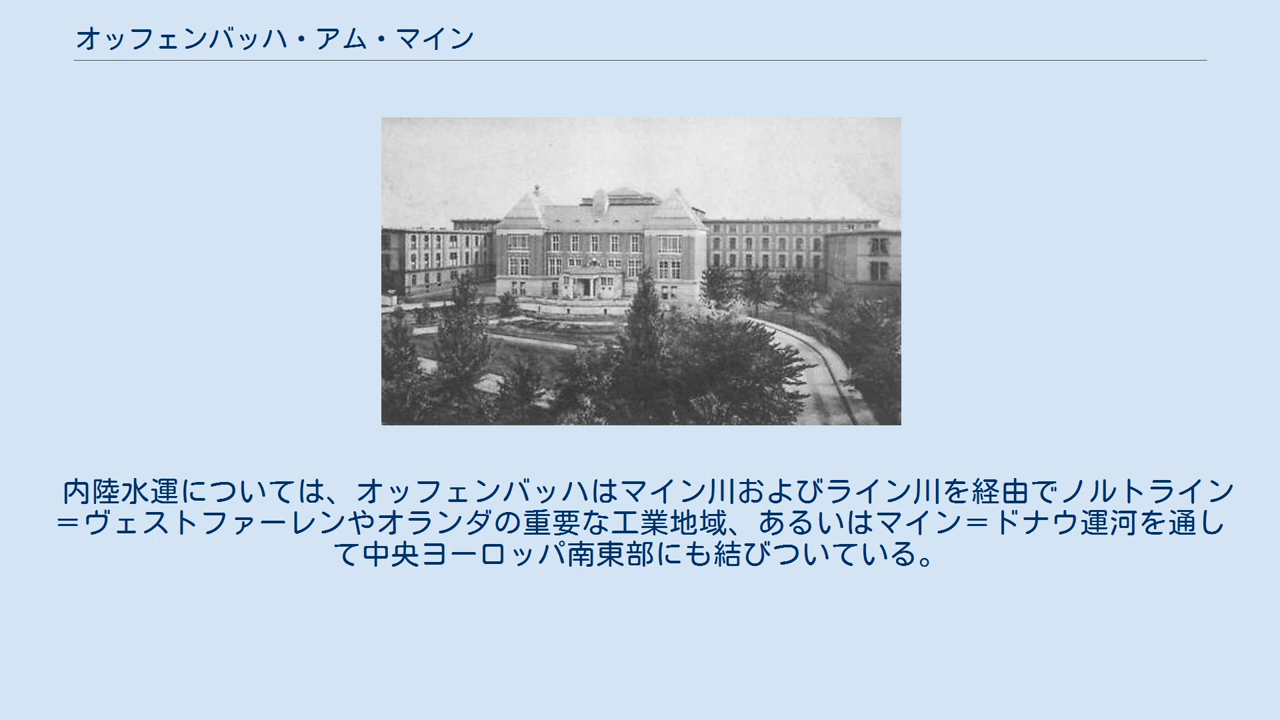 オッフェンバッハ・アム・マイン
内陸水運については、オッフェンバッハはマイン川およびライン川を経由でノルトライン
＝ヴェストファーレンやオランダの重要な工業地域、あるいはマイン＝ドナウ運河を通し
て中央ヨーロッパ南東部にも結びついている。